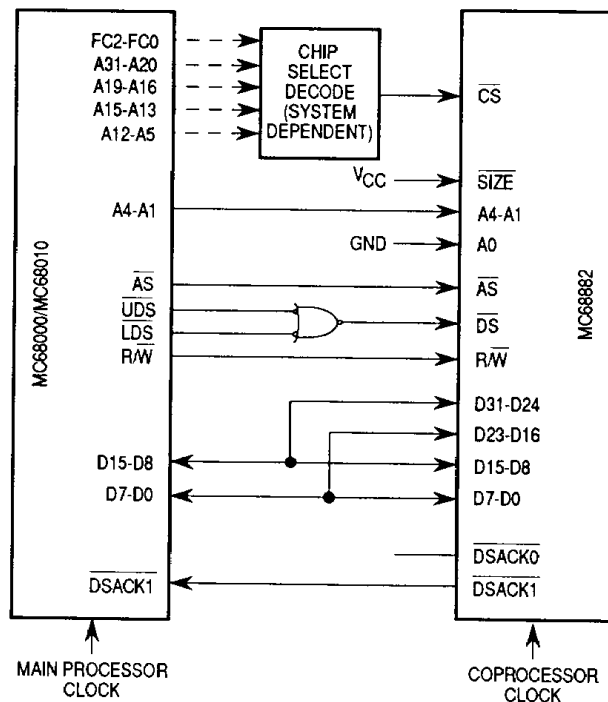 FC2-FC0
A31-A20
A19-A16
A15-A13
A12-A5
CHIP
SELECT
DECODE
(SYSTEM
DEPENDENT)
CS
VCC
SIZE
A4-A1
A4-A1
GND
A0
MC68000/MC68010
MC68882
AS
AS
UDS
LDS
DS
R/W
R/W
D31-D24
D23-D16
D15-D8
D15-D8
D7-D0
D7-D0
DSACK0
DSACK1
DSACK1
MAIN PROCESSOR
CLOCK
COPROCESSOR
CLOCK